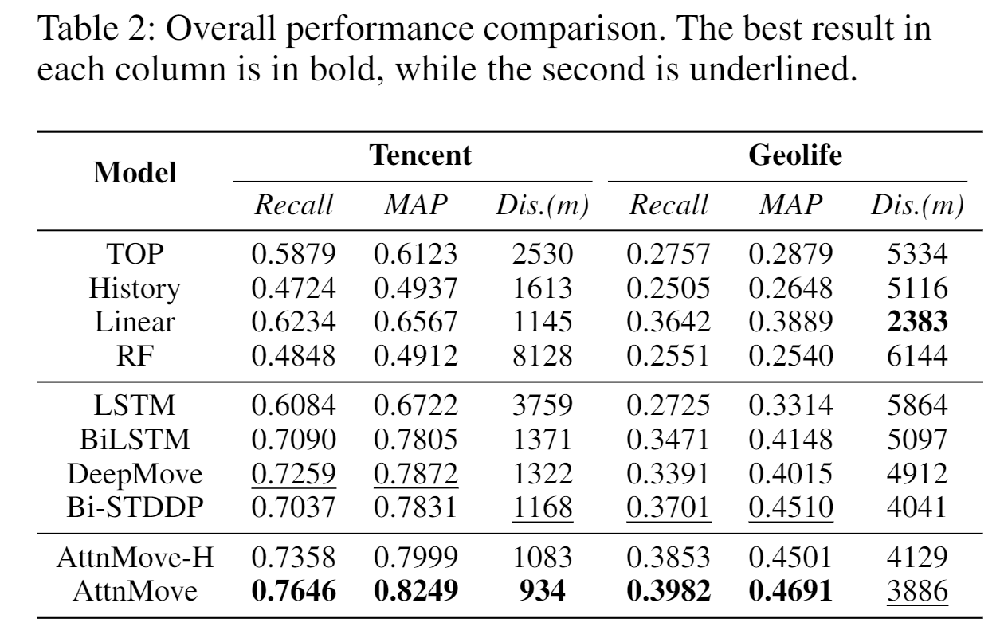 Table 2: Overall performance comparison. The best result in
each column is in bold, while the second is underlined.
Model Tencent Geolife
Recall MAP Dis.(m) Recall MAP Dis.(m)
TOP 0.5879 0.6123 2530 0.2757 0.2879 5334
History 0.4724 0.4937 1613 0.2505 0.2648 5116
Linear 0.6234 0.6567 1145 0.3642 0.3889 2383
RF 0.4848 0.4912 8128 0.2551 0.2540 6144
LSTM 0.6084 0.6722 3759 0.2725 0.3314 5864
BiLSTM 0.7090 0.7805 1371 0.3471 0.4148 5097
DeepMove 0.7259 0.7872 1322 0.3391 0.4015 4912
Bi-STDDP 0.7037 0.7831 1168 0.3701 0.4510 4041
AttnMove-H 0.7358 0.7999 1083 0.3853 0.4501 4129
AttnMove 0.7646 0.8249 934 0.3982 0.4691 3886